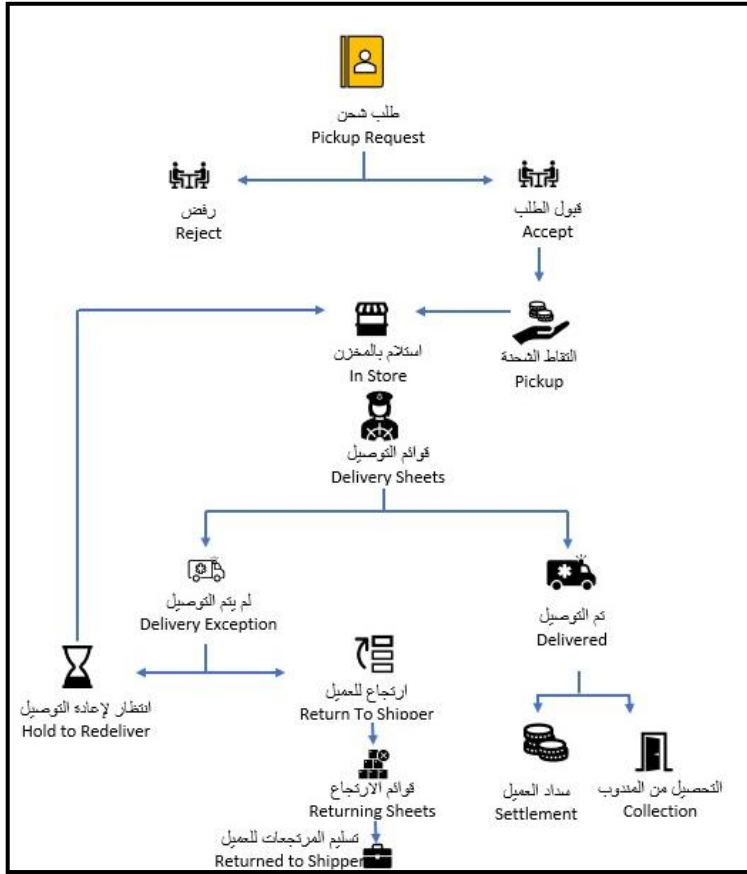 طلب شحن
Pickup Request
رفض
Reject
قبول الطلب
Accept
استلام بالمخزن
In Store
التقاط الشحنة
Pickup
قوائم التوصيل
Delivery Sheets
لم يتم التوصيل
Delivery Exception
تم التوصيل
Delivered
انتظار لإعادة التوصيل
Hold to Redeliver
ارتجاع للعميل
Return To Shipper
قوائم الارتجاع
Returning Sheets
تسليم المرتجعات للعميل
Returned to Shipper
سداد العميل
Settlement
التحصيل من المندوب
Collection